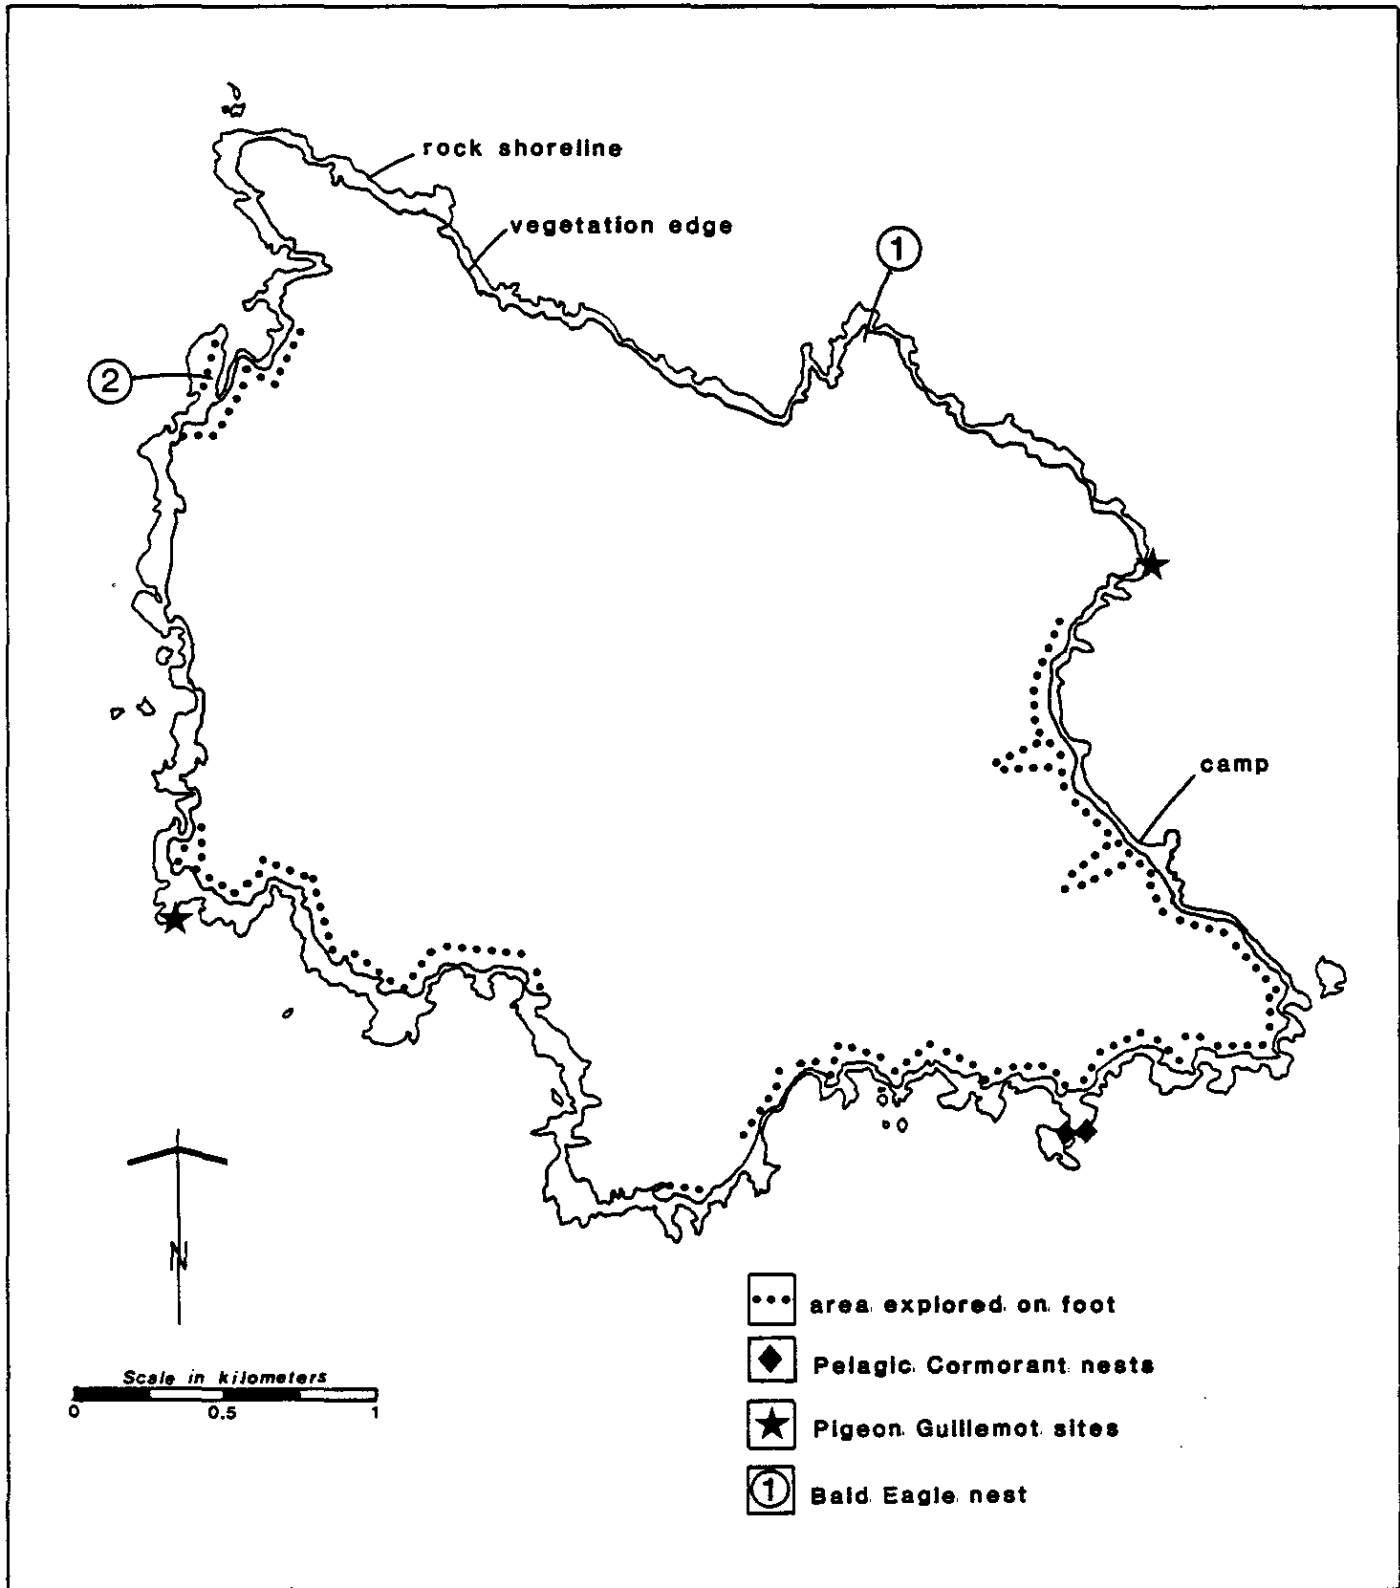 rock shoreline
vegetation edge
1
2
camp
N
area explored on foot
Pelagic Cormorant nests
Scale in kilometers
0 0.5 1
Pigeon Guillemot sites
1 Bald Eagle nest